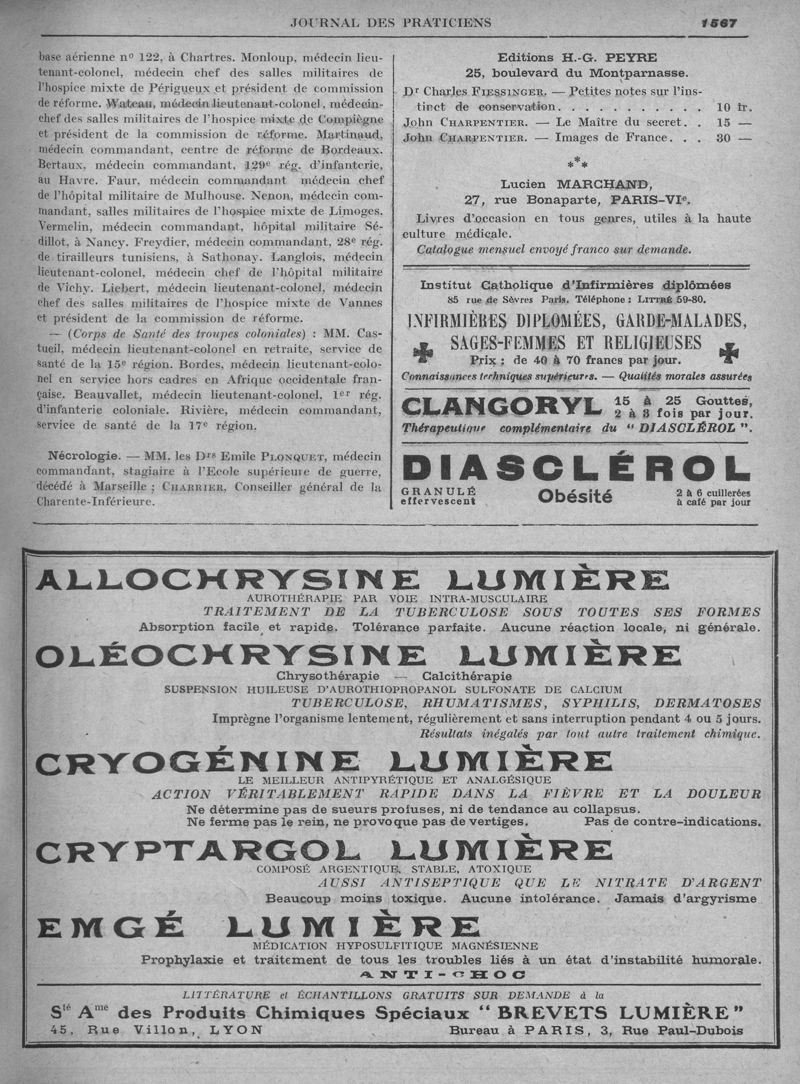 JOURNAL DES PRATICIENS 1567
base aérienne nº 122, à Chartres. Monloup, médecin lieu-
tenant-colonel, médecin chef des salles militaires de
l'hospice mixte de Périgueux et président de commission
de réforme. Wateau, médecin lieutenant-colonel, médecin-
chef des salles militaires de l'hospice mixte de Compiègne
et président de la commission de réforme. Martinaud,
médecin commandant, centre de réforme de Bordeaux.
Bertaux, médecin commandant, 129e rég. d'infanterie,
au Havre. Faur, médecin commandant médecin chef
de l'hôpital militaire de Mulhouse. Nenon, médecin com-
mandant, salles militaires de l'hospice mixte de Limoges.
Vermelin, médecin commandant, hôpital militaire Sé-
dillot, à Nancy. Freydier, médecin commandant, 28e rég.
de tirailleurs tunisiens, à Sathonay. Langlois, médecin
lieutenant-colonel, médecin chef de l'hôpital militaire
de Vichy. Liebert, médecin lieutenant-colonel, médecin
chef des salles militaires de l'hospice mixte de Vannes
et président de la commission de réforme.
— (Corps de Santé des troupes coloniales) : MM. Cas-
tueil, médecin lieutenant-colonel en retraite, service de
santé de la 15e région. Bordes, médecin lieutenant-colo-
nel en service hors cadres en Afrique occidentale fran-
çaise. Beauvallet, médecin lieutenant-colonel, 1er rég.
d'infanterie coloniale. Rivière, médecin commandant,
service de santé de la 17e région.
Nécrologie. — MM. les Drs Emile PLONQUET, médecin
commandant, stagiaire à l'Ecole supérieure de guerre,
décédé à Marseille ; CHARRIER, Conseiller général de la
Charente-Inférieure.
Editions H.-G. PEYRE
25, boulevard du Montparnasse.
Dr Charles FIESSINGER. — Petites notes sur l'ins-
tinct de conservation. . . . . . . . . . . 10 fr.
John CHARPENTIER. — Le Maître du secret. . 15 —
John CHARPENTIER. — Images de France. . . 30 —
***
Lucien MARCHAND,
27, rue Bonaparte, PARIS-VIe.
Livres d'occasion en tous genres, utiles à la haute
culture médicale.
Catalogue mensuel envoyé franco sur demande.
Institut Catholique d'Infirmières diplômées
85 rue de Sèvres Paris. Téléphone : LITTRÉ 59-80.
INFIRMIÈRES DIPLOMÉES, GARDE-MALADES,
SAGES-FEMMES ET RELIGIEUSES
Prix : de 40 à 70 francs par jour.
Connaissances techniques supérieures. — Qualités morales assurées
CLANGORYL 15 à 25 Gouttes,
2 à 3 fois par jour.
Thérapeutique complémentaire du “ DIASCLÉROL ”.
DIASCLÉROL
GRANULÉ
effervescent
Obésité
2 à 6 cuillerées
à café par jour
ALLOCHRYSINE LUMIÈRE
AUROTHÉRAPIE PAR VOIE INTRA-MUSCULAIRE
TRAITEMENT DE LA TUBERCULOSE SOUS TOUTES SES FORMES
Absorption facile et rapide. Tolérance parfaite. Aucune réaction locale, ni générale.
OLÉOCHRYSINE LUMIÈRE
Chrysothérapie — Calcithérapie
SUSPENSION HUILEUSE D'AUROTHIOPROPANOL SULFONATE DE CALCIUM
TUBERCULOSE, RHUMATISMES, SYPHILIS, DERMATOSES
Imprègne l'organisme lentement, régulièrement et sans interruption pendant 4 ou 5 jours.
Résultats inégalés par tout autre traitement chimique.
CRYOGÉNINE LUMIÈRE
LE MEILLEUR ANTIPYRÉTIQUE ET ANALGÉSIQUE
ACTION VÉRITABLEMENT RAPIDE DANS LA FIÈVRE ET LA DOULEUR
Ne détermine pas de sueurs profuses, ni de tendance au collapsus.
Ne ferme pas le rein, ne provoque pas de vertiges. Pas de contre-indications.
CRYPTARGOL LUMIÈRE
COMPOSÉ ARGENTIQUE, STABLE, ATOXIQUE
AUSSI ANTISEPTIQUE QUE LE NITRATE D'ARGENT
Beaucoup moins toxique. Aucune intolérance. Jamais d'argyrisme
EMGÉ LUMIÈRE
MÉDICATION HYPOSULFITIQUE MAGNÉSIENNE
Prophylaxie et traitement de tous les troubles liés à un état d'instabilité humorale.
ANTI-CHOC
LITTÉRATURE et ÉCHANTILLONS GRATUITS SUR DEMANDE à la
Sté Ame des Produits Chimiques Spéciaux “ BREVETS LUMIÈRE ”
45, Rue Villon, LYON Bureau à PARIS, 3, Rue Paul-Dubois